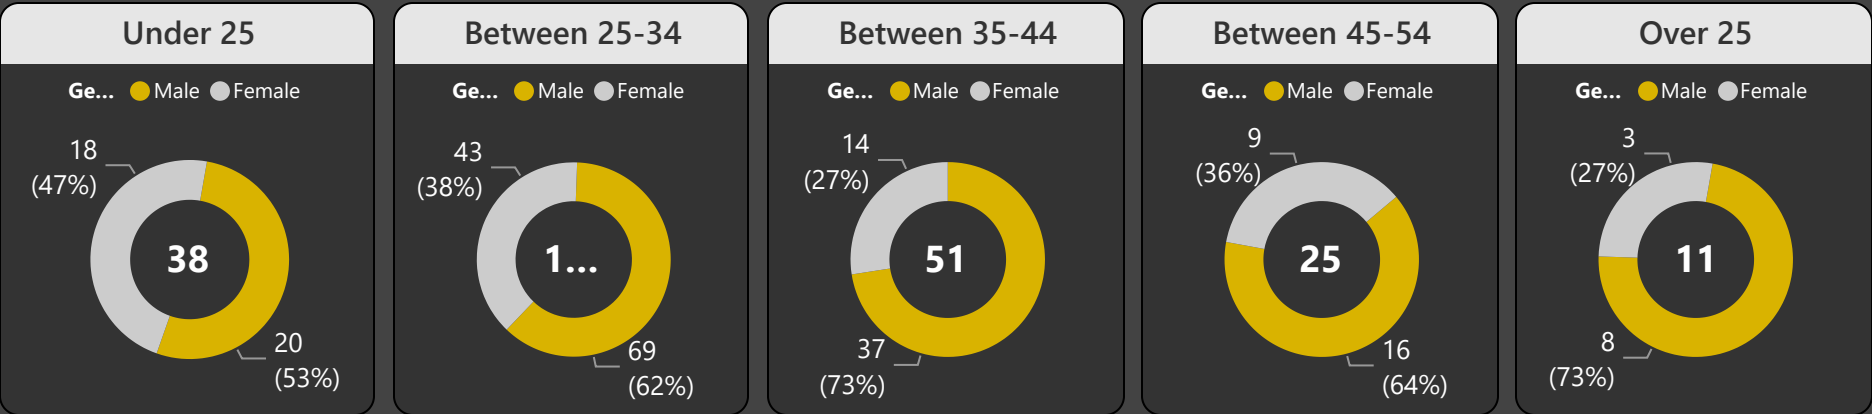 Under 25
Ge... Male Female
18
(47%)
38
20
(53%)
Between 25-34
Ge... Male Female
43
(38%)
1...
69
(62%)
Between 35-44
Ge... Male Female
14
(27%)
51
37
(73%)
Between 45-54
Ge... Male Female
9
(36%)
25
16
(64%)
Over 25
Ge... Male Female
3
(27%)
11
8
(73%)